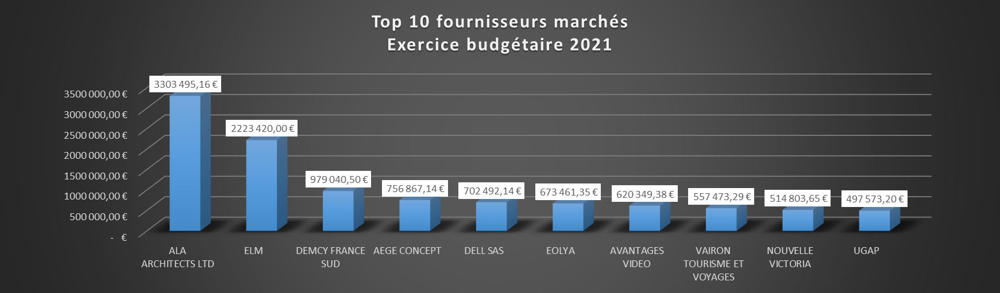 Top 10 fournisseurs marchés
Exercice budgétaire 2021
3500 000,00 €
3000 000,00 €
2500 000,00 €
2000 000,00 €
1500 000,00 €
1000 000,00 €
500 000,00 €
- €
3303 495,16 €
2223 420,00 €
979 040,50 €
756 867,14 €
702 492,14 €
673 461,35 €
620 349,38 €
557 473,29 €
514 803,65 €
497 573,20 €
ALA
ARCHITECTS LTD
ELM
DEMCY FRANCE
SUD
AEGE CONCEPT
DELL SAS
EOLYA
AVANTAGES
VIDEO
VAIRON
TOURISME ET
VOYAGES
NOUVELLE
VICTORIA
UGAP